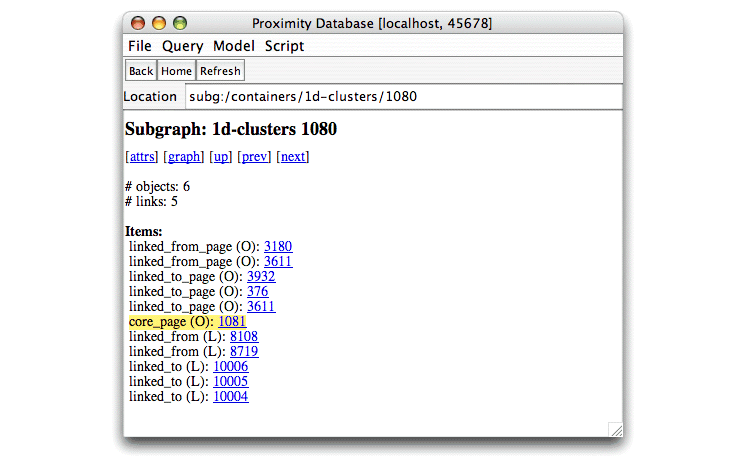 Proximity Database [localhost, 45678]
File Query Model Script
Back Home Refresh
Location subg:/containers/1d-clusters/1080
Subgraph: 1d-clusters 1080
[attrs] [graph] [up] [prev] [next]
# objects: 6
# links: 5
Items:
linked_from_page (O): 3180
linked_from_page (O): 3611
linked_to_page (O): 3932
linked_to_page (O): 376
linked_to_page (O): 3611
core_page (O): 1081
linked_from (L): 8108
linked_from (L): 8719
linked_to (L): 10006
linked_to (L): 10005
linked_to (L): 10004